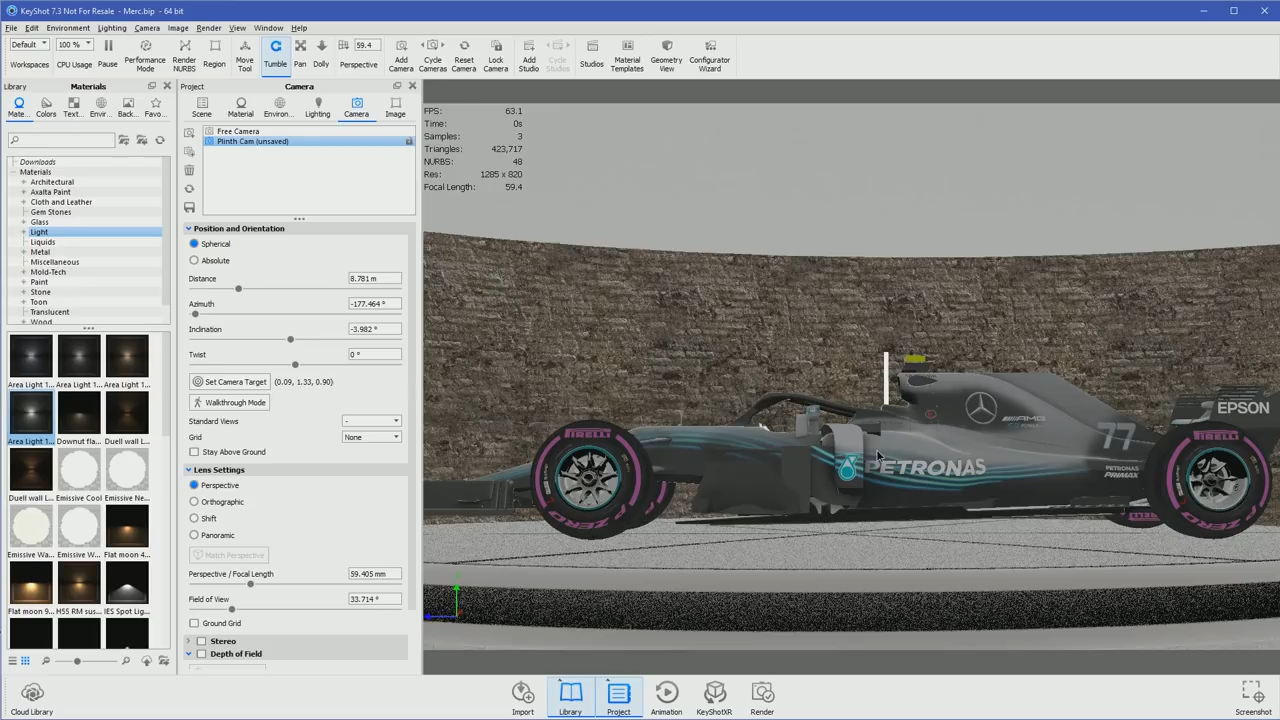 KeyShot 7.3 Not For Resale - Merc.bip - 64 bit
File Edit Environment Lighting Camera Image Render View Window Help
Default 100 % 59.4
Workspaces CPU Usage Pause Performance Mode Render NURBS Region Move Tool Tumble Pan Dolly Perspective Add Camera Cycle Cameras Reset Camera Lock Camera Add Studio Cycle Studios Studios Material Templates Geometry View Configurator Wizard
Library Materials
Mate... Colors Text... Envir... Back... Favo...
Downloads
Materials
Architectural
Axalta Paint
Cloth and Leather
Gem Stones
Glass
Light
Liquids
Metal
Miscellaneous
Mold-Tech
Paint
Stone
Toon
Translucent
Wood
Area Light 1... Area Light 1... Area Light 1...
Area Light 1... Downut fla... Duell wall L...
Duell wall L... Emissive Cool Emissive Ne...
Emissive Wa... Emissive W... Flat moon 4...
Flat moon 9... H55 RM sus... IES Spot Lig...
Project Camera
Scene Material Environ... Lighting Camera Image
Free Camera
Plinth Cam (unsaved)
Position and Orientation
Spherical
Absolute
Distance 8.781 m
Azimuth -177.464 °
Inclination -3.982 °
Twist 0 °
Set Camera Target (0.09, 1.33, 0.90)
Walkthrough Mode
Standard Views -
Grid None
Stay Above Ground
Lens Settings
Perspective
Orthographic
Shift
Panoramic
Match Perspective
Perspective / Focal Length 59.405 mm
Field of View 33.714 °
Ground Grid
Stereo
Depth of Field
FPS: 63.1
Time: 0s
Samples: 3
Triangles: 423,717
NURBS: 48
Res: 1285 x 820
Focal Length: 59.4
EPSON
AMG
77
PIRELLI
PIRELLI
PETRONAS
PETRONAS
PRIMAX
P ZERO
P ZERO
Cloud Library Import Library Project Animation KeyShotXR Render Screenshot